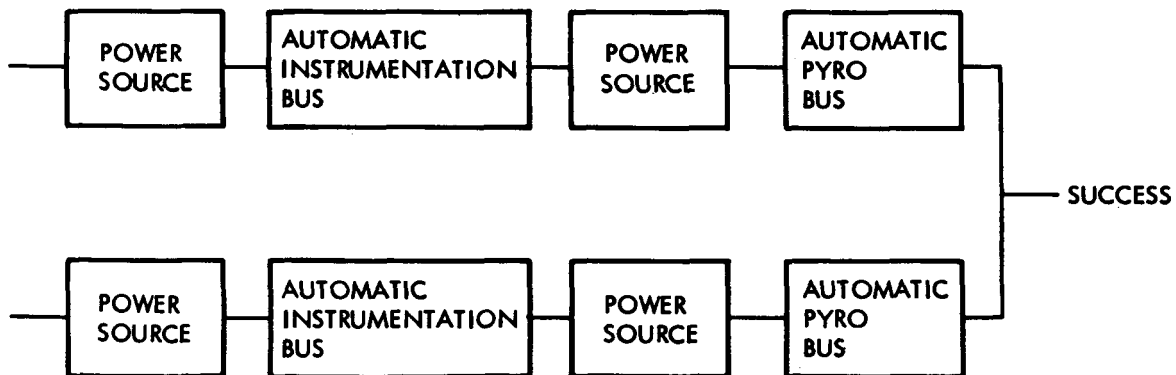 POWER
SOURCE
AUTOMATIC
INSTRUMENTATION
BUS
POWER
SOURCE
AUTOMATIC
PYRO
BUS
SUCCESS
POWER
SOURCE
AUTOMATIC
INSTRUMENTATION
BUS
POWER
SOURCE
AUTOMATIC
PYRO
BUS